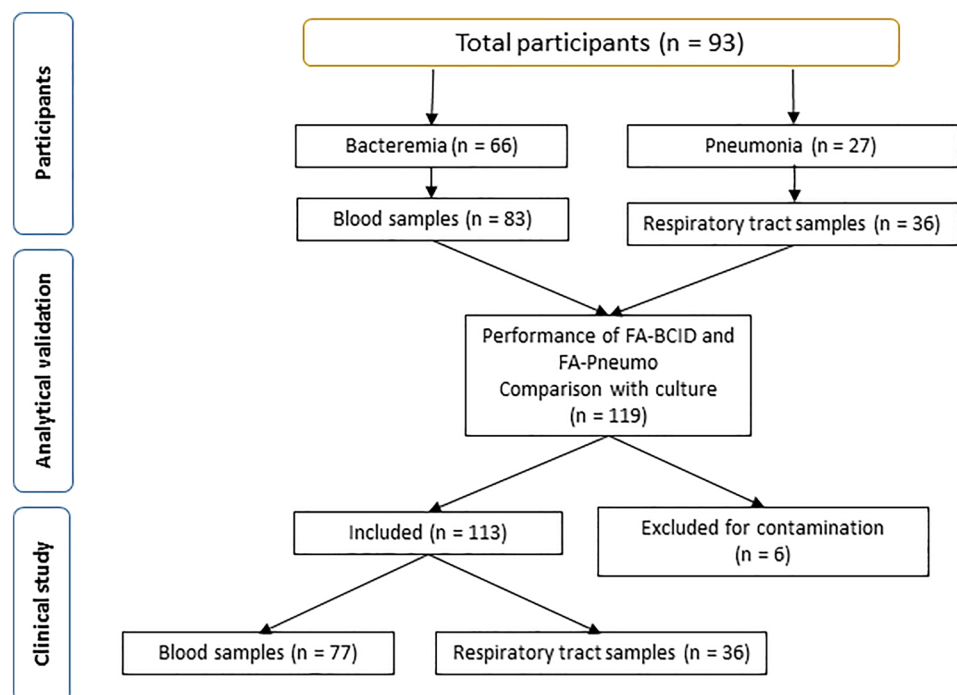 Participants
Total participants (n = 93)
Bacteremia (n = 66)
Pneumonia (n = 27)
Blood samples (n = 83)
Respiratory tract samples (n = 36)
Analytical validation
Performance of FA-BCID and
FA-Pneumo
Comparison with culture
(n = 119)
Clinical study
Included (n = 113)
Excluded for contamination
(n = 6)
Blood samples (n = 77)
Respiratory tract samples (n = 36)